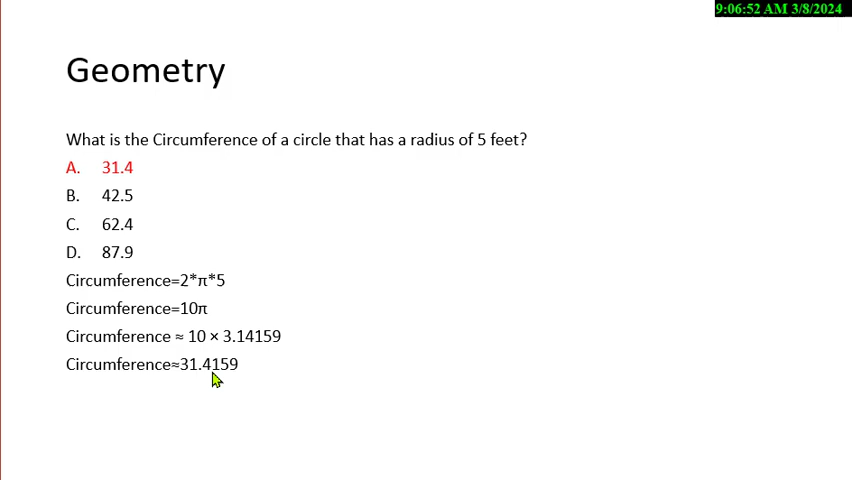 9:06:52 AM 3/8/2024
Geometry
What is the Circumference of a circle that has a radius of 5 feet?
A. 31.4
B. 42.5
C. 62.4
D. 87.9
Circumference=2*π*5
Circumference=10π
Circumference ≈ 10 × 3.14159
Circumference≈31.4159